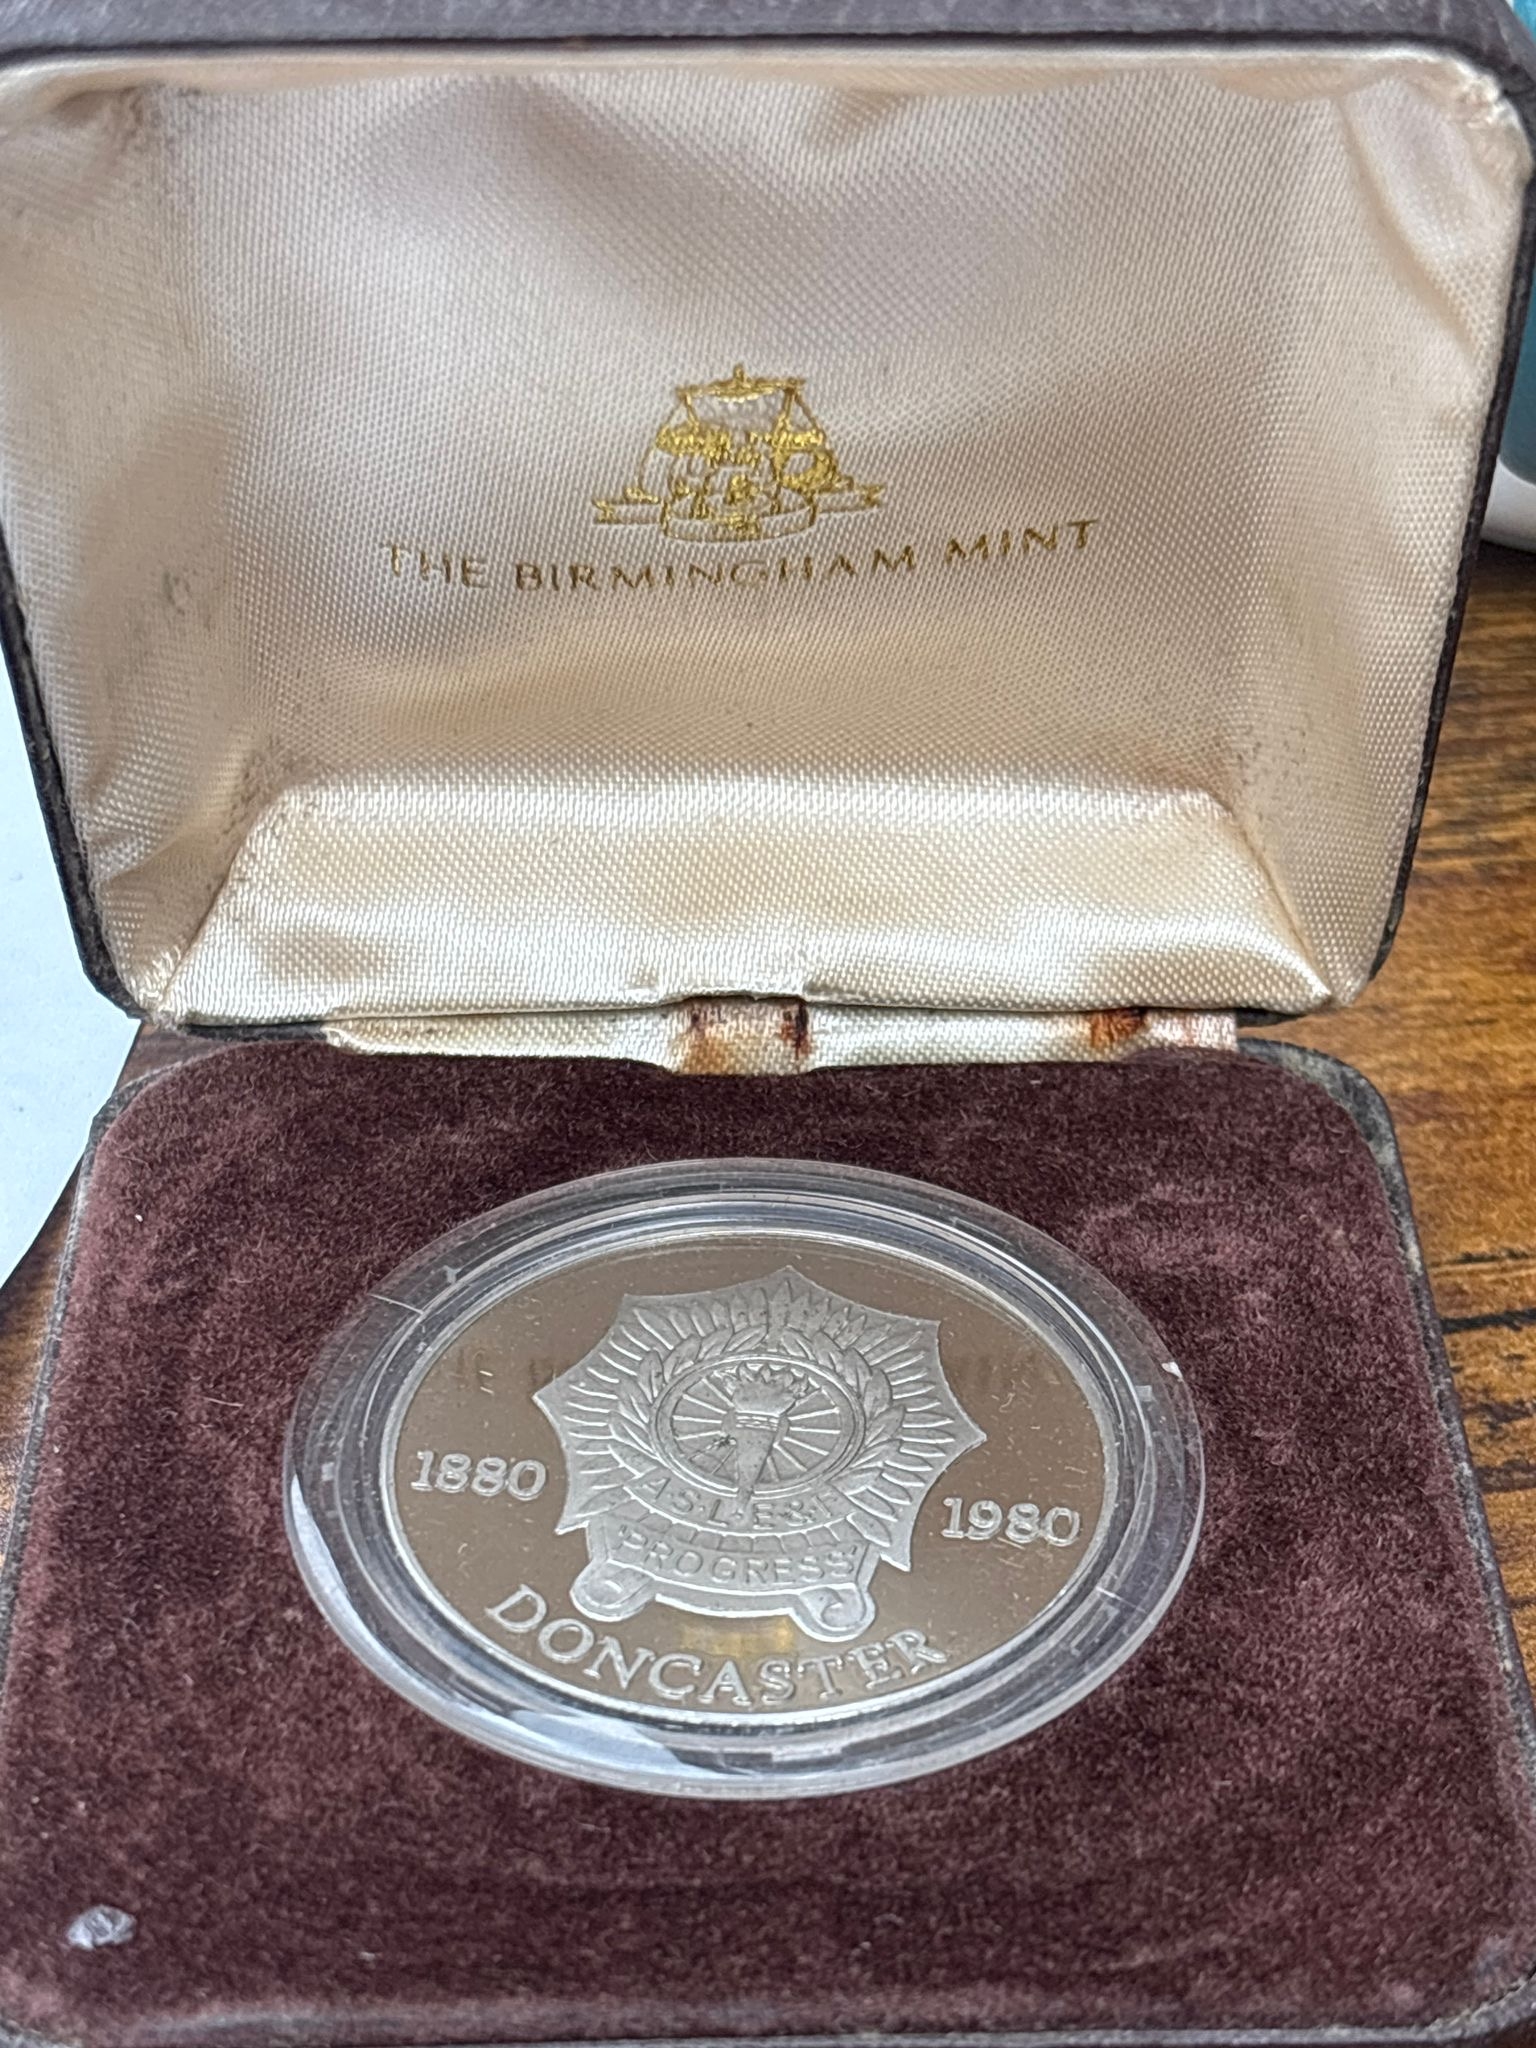 THE BIRMINGHAM MINT
1880
1980
A·S·L·E·&·F
PROGRESS
DONCASTER